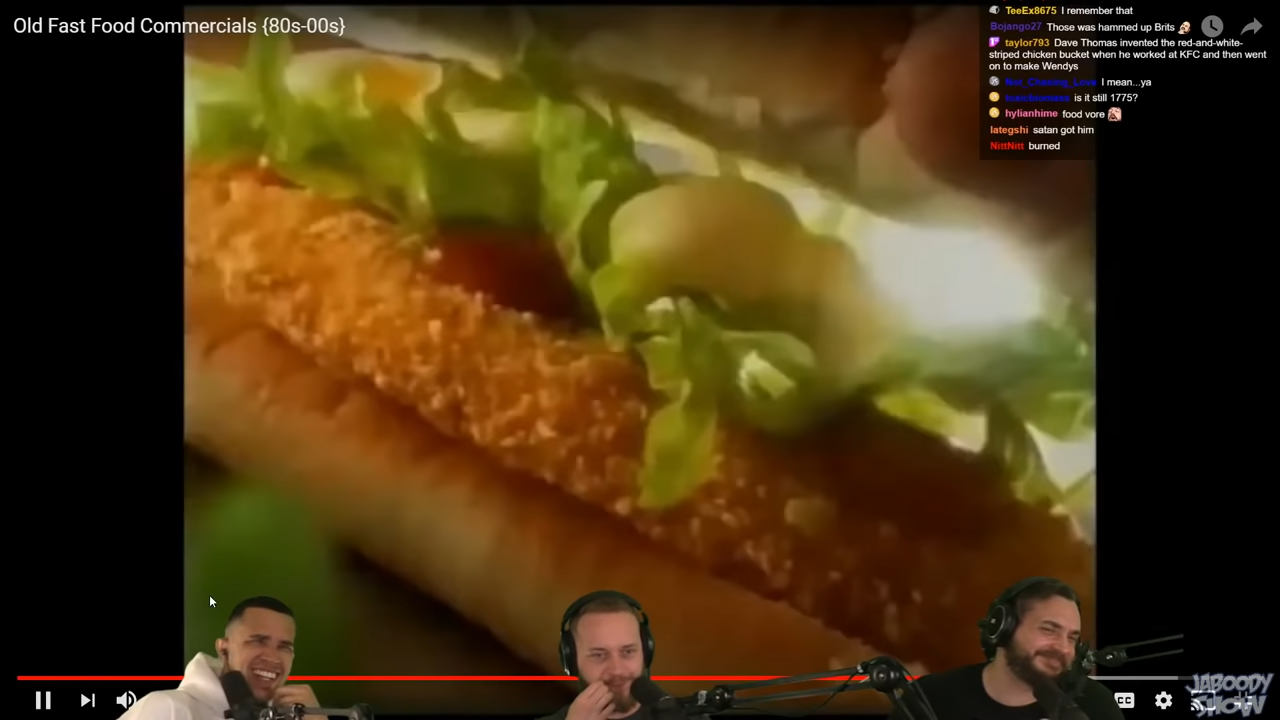 Old Fast Food Commercials {80s-00s}
TeeEx8675 I remember that
Bojango27 Those was hammed up Brits
taylor793 Dave Thomas invented the red-and-white-
striped chicken bucket when he worked at KFC and then went
on to make Wendys
Not_Chasing_Love I mean...ya
is it still 1775?
hylianhime food vore
lategshi satan got him
NittNitt burned
CC
JABOODY
SHOW